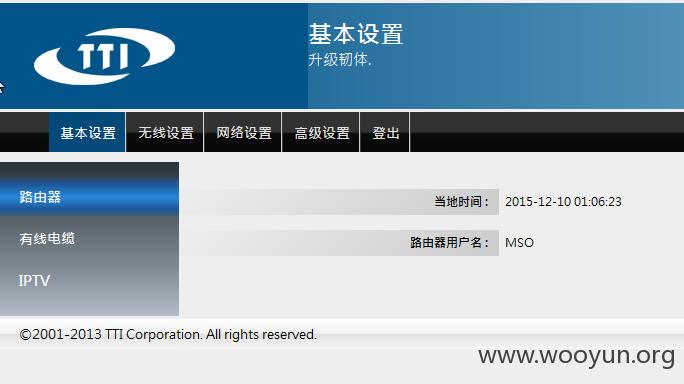 TTI
基本设置
升级韧体.
基本设置 无线设置 网络设置 高级设置 登出
路由器
当地时间： 2015-12-10 01:06:23
有线电缆
路由器用户名： MSO
IPTV
©2001-2013 TTI Corporation. All rights reserved.
www.wooyun.org